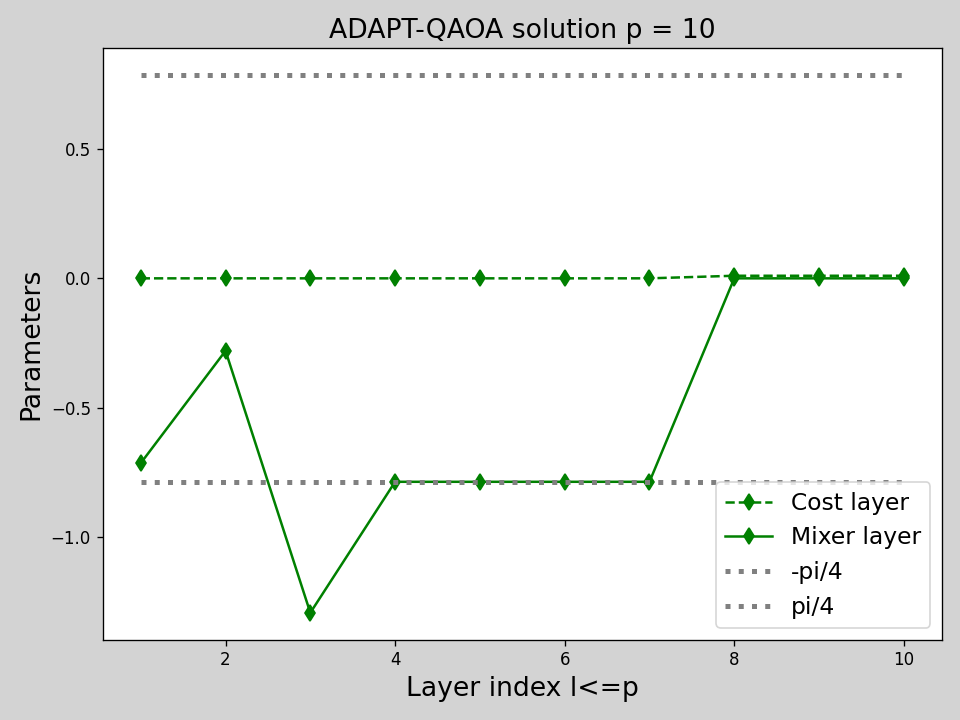 ADAPT-QAOA solution p = 10
Parameters
0.5
0.0
−0.5
−1.0
Cost layer
Mixer layer
-pi/4
pi/4
2 4 6 8 10
Layer index l<=p